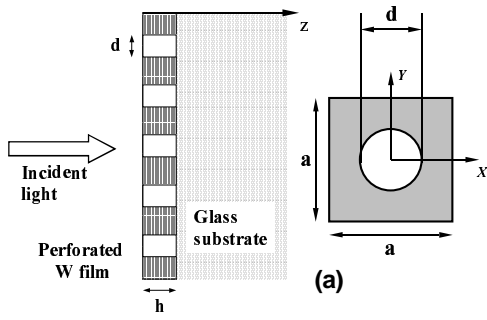 z
d
d
Y
Incident
light
a
X
Glass
substrate
Perforated
W film
a
(a)
h